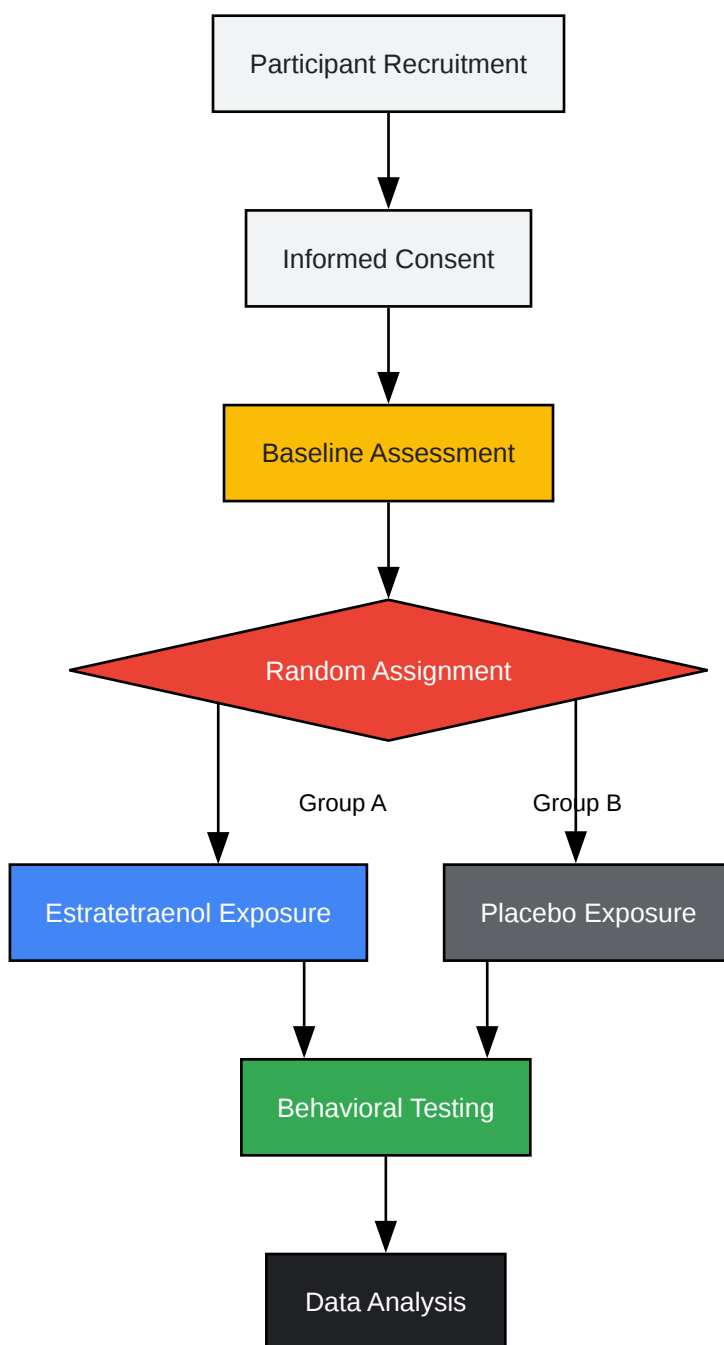 Participant Recruitment
Informed Consent
Baseline Assessment
Random Assignment
Group A
Group B
Estratetraenol Exposure
Placebo Exposure
Behavioral Testing
Data Analysis